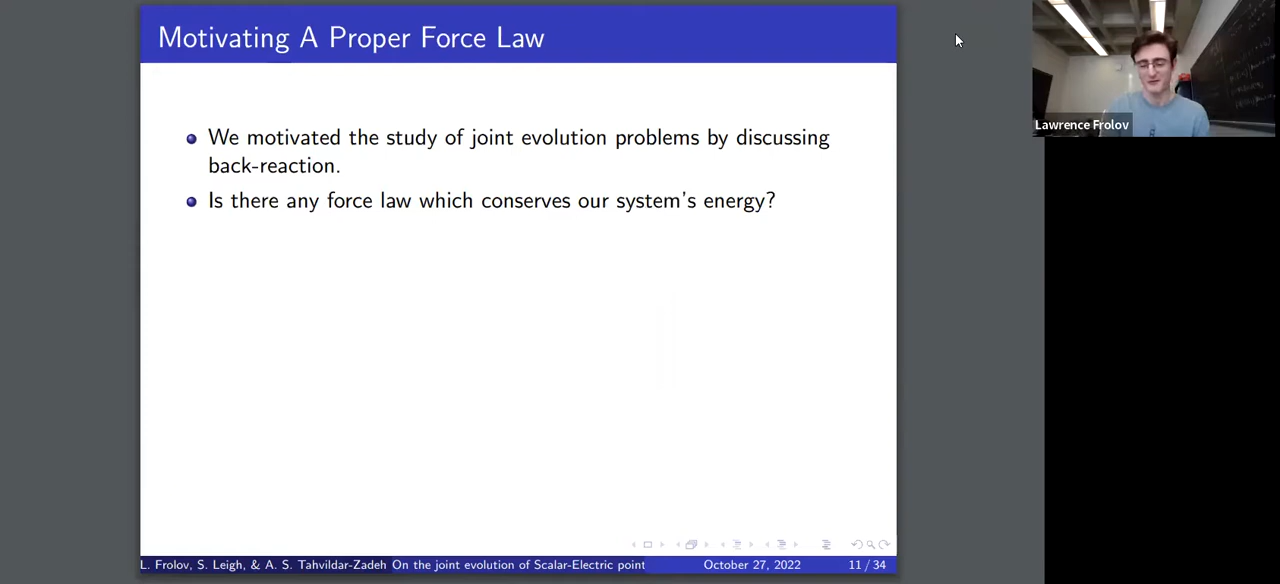 Motivating A Proper Force Law
We motivated the study of joint evolution problems by discussing
back-reaction.
Is there any force law which conserves our system's energy?
Lawrence Frolov
L. Frolov, S. Leigh, & A. S. Tahvildar-Zadeh On the joint evolution of Scalar-Electric point October 27, 2022 11 / 34